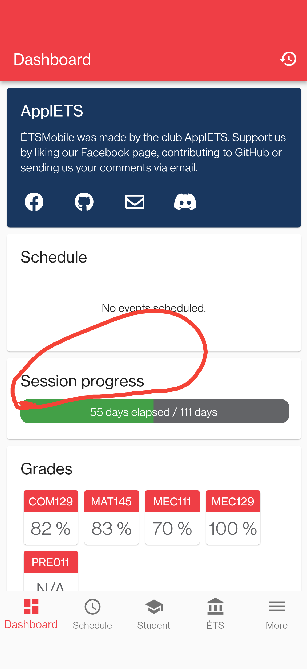 Dashboard
ApplETS
ÉTSMobile was made by the club ApplETS. Support us
by liking our Facebook page, contributing to GitHub or
sending us your comments via email.
Schedule
No events scheduled.
Session progress
55 days elapsed / 111 days
Grades
COM129 MAT145 MEC111 MEC129
82 % 83 % 70 % 100 %
PRE011
N/A
Dashboard Schedule Student ÉTS More